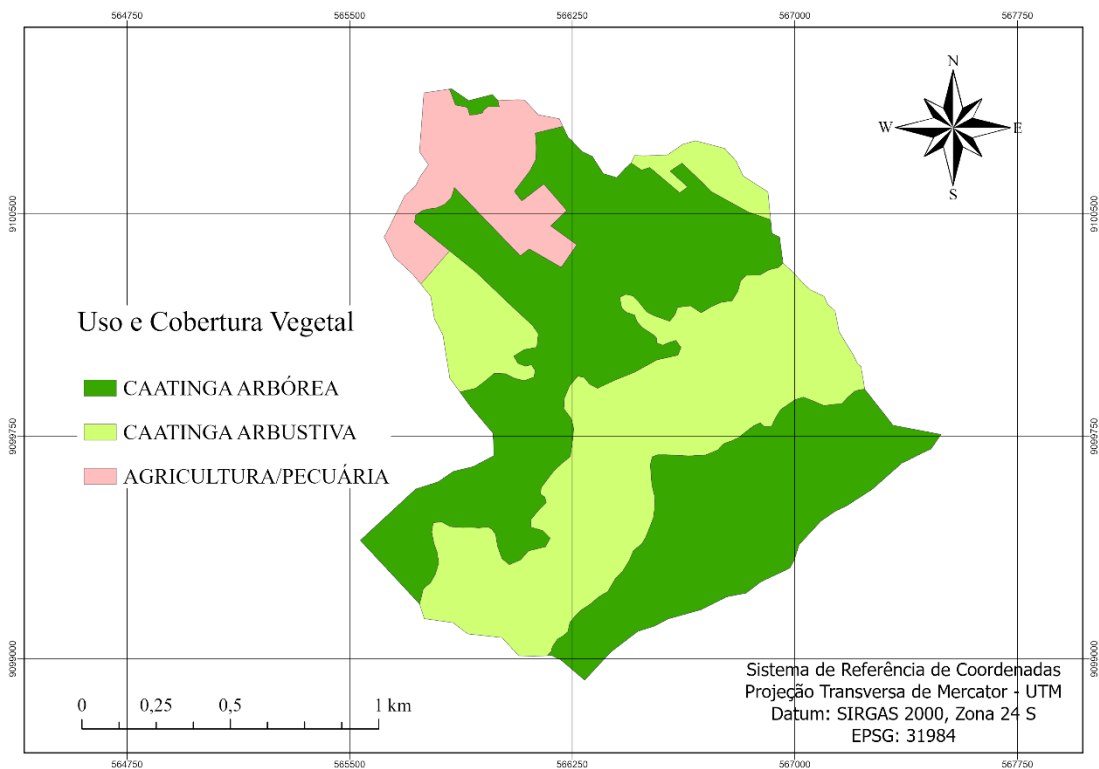 564750 565500 566250 567000 567750
N
W E
S
9100500 9100500
Uso e Cobertura Vegetal
CAATINGA ARBÓREA
CAATINGA ARBUSTIVA
AGRICULTURA/PECUÁRIA
9099750 9099750
9099000 9099000
0 0,25 0,5 1 km
Sistema de Referência de Coordenadas
Projeção Transversa de Mercator - UTM
Datum: SIRGAS 2000, Zona 24 S
EPSG: 31984
564750 565500 566250 567000 567750